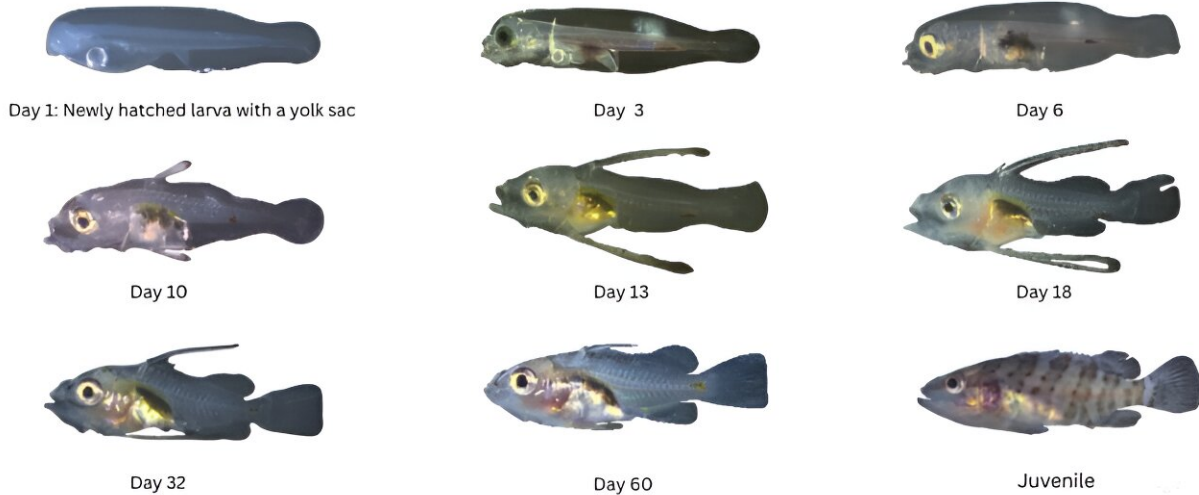 Day 1: Newly hatched larva with a yolk sac
Day 3
Day 6
Day 10
Day 13
Day 18
Day 32
Day 60
Juvenile